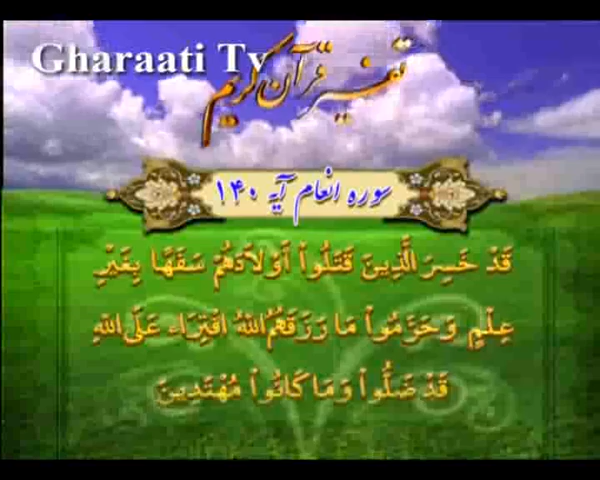 Gharaati Tv
تفسیر قرآن کریم
سوره انعام آیه ۱۴۰
قَدْ خَسِرَ الَّذِينَ قَتَلُواْ أَوْلاَدَهُمْ سَفَهًا بِغَيْرِ
عِلْمٍ وَحَرَّمُواْ مَا رَزَقَهُمُ اللّهُ افْتِرَاء عَلَى اللّهِ
قَدْ ضَلُّواْ وَمَا كَانُواْ مُهْتَدِينَ